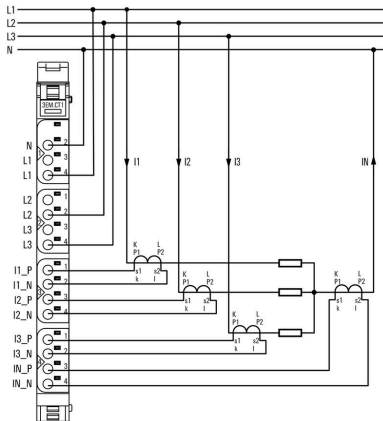 L1
L2
L3
N
3EM.CT1
1
N 2
L1 3
L1 4
L2 1
L2 2
L3 3
L3 4
I1_P 1
I1_N 2
I2_P 3
I2_N 4
I3_P 1
I3_N 2
IN_P 3
IN_N 4
I1 I2 I3 IN
K L
P1 P2
s1 s2
k l
K L
P1 P2
s1 s2
k l
K L
P1 P2
s1 s2
k l
K L
P1 P2
s1 s2
k l